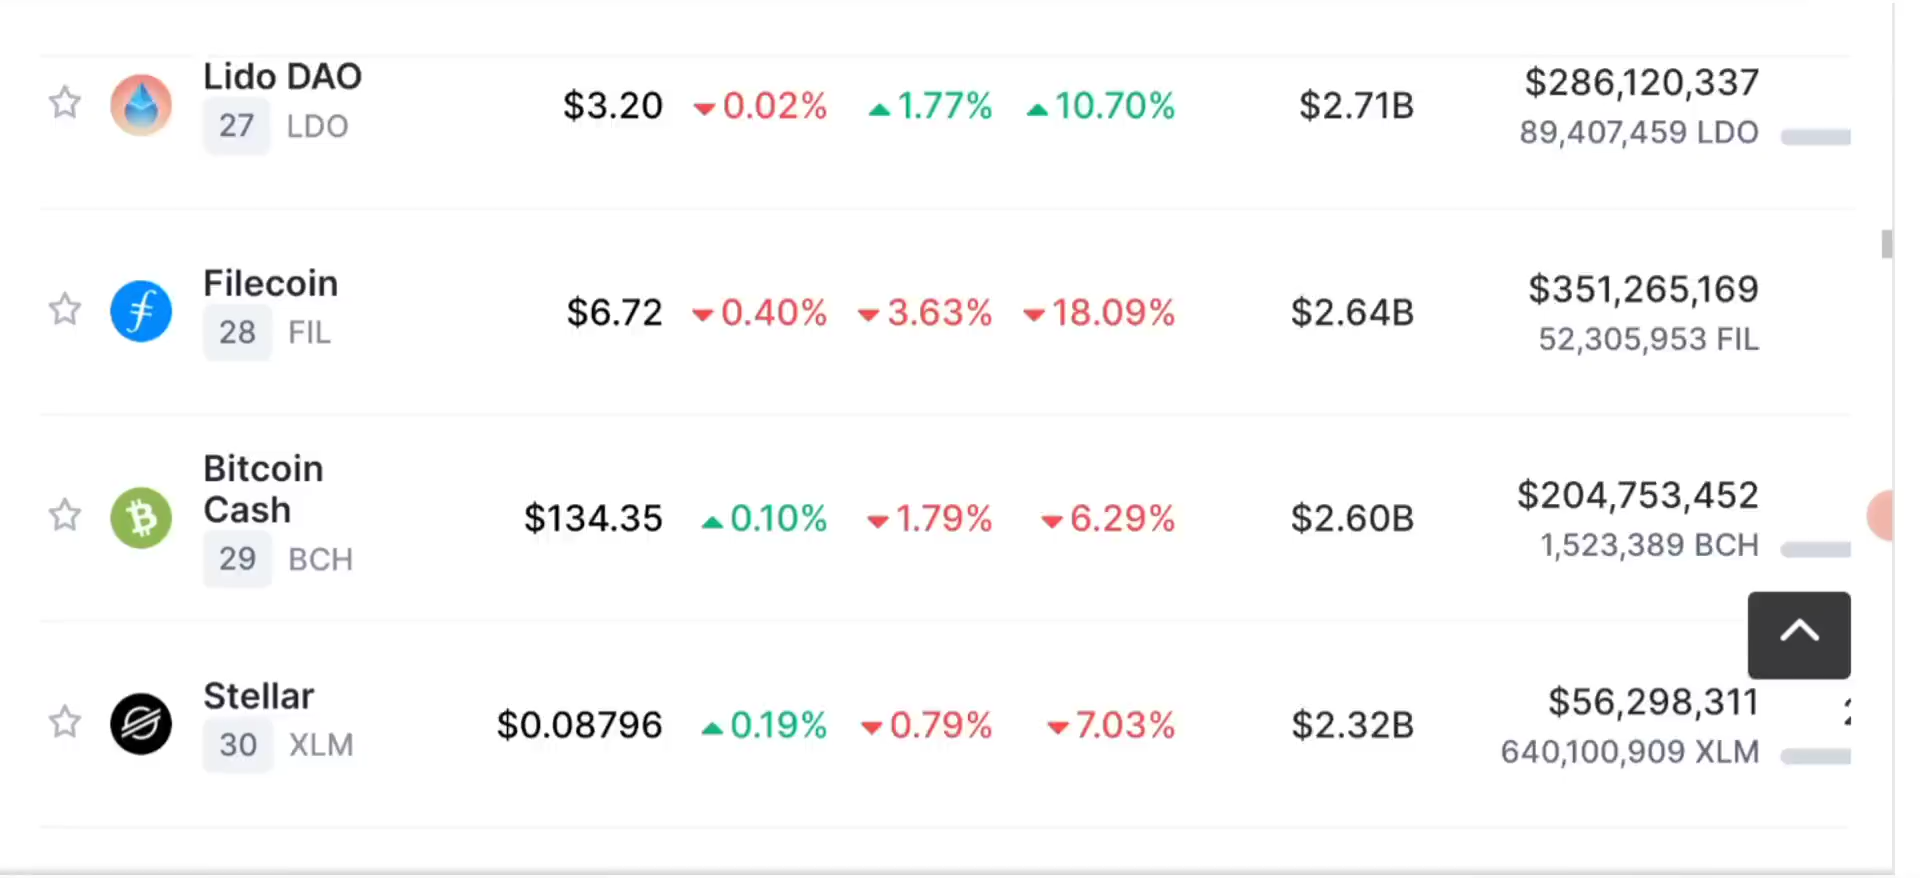 Lido DAO
27 LDO
$3.20 0.02% 1.77% 10.70% $2.71B
$286,120,337
89,407,459 LDO
Filecoin
28 FIL
$6.72 0.40% 3.63% 18.09% $2.64B
$351,265,169
52,305,953 FIL
Bitcoin
Cash
29 BCH
$134.35 0.10% 1.79% 6.29% $2.60B
$204,753,452
1,523,389 BCH
Stellar
30 XLM
$0.08796 0.19% 0.79% 7.03% $2.32B
$56,298,311
640,100,909 XLM